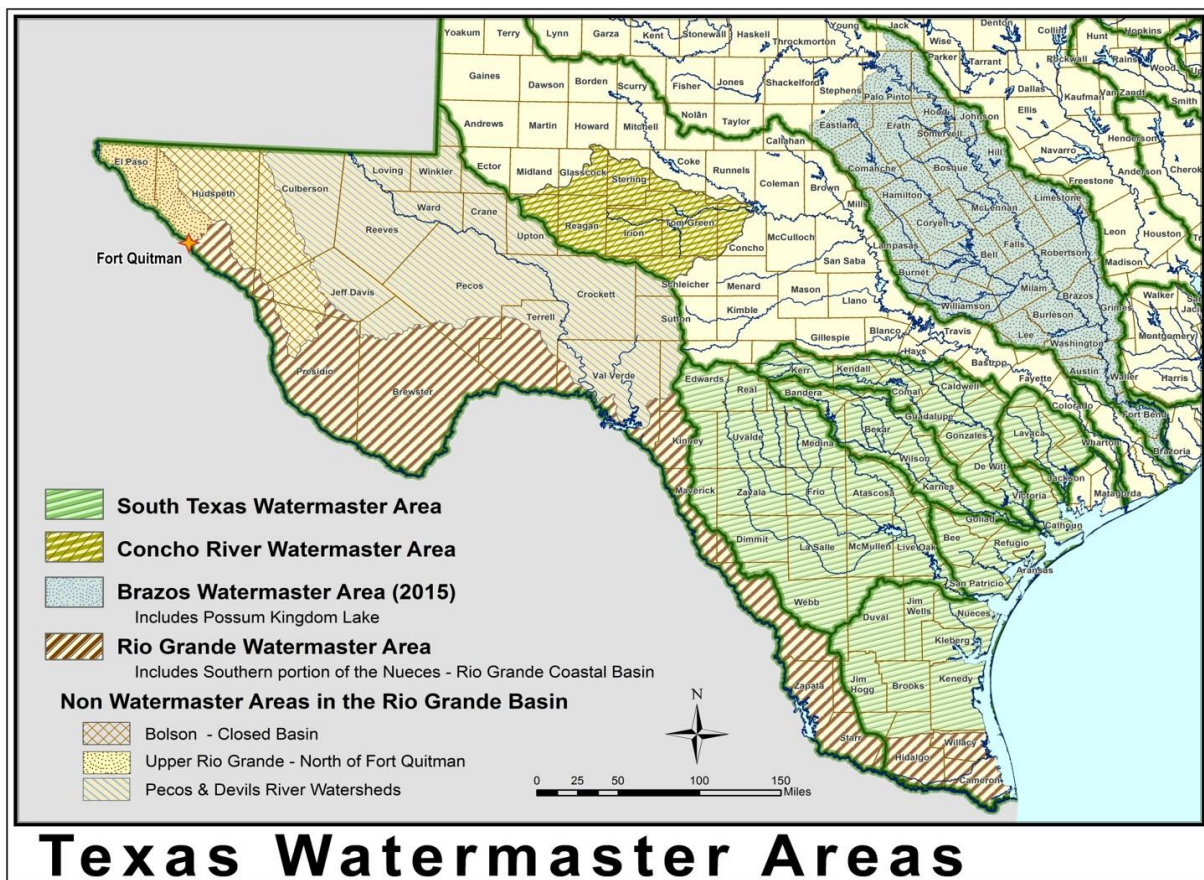 Yoakum Terry Lynn Garza Kent Stonewall Haskell Throckmorton Young Jack Wise Denton Collin Hunt Hopkins
Parker Tarrant Rockwall Rains Wood
Gaines Dawson Borden Scurry Fisher Jones Shackelford Stephens Palo Pinto Dallas Kaufman Van Zandt Smith
Andrews Martin Howard Mitchell Nolan Taylor Callahan Eastland Erath Hood Somervell Johnson Ellis Henderson
El Paso Hudspeth Culberson Loving Winkler Ector Midland Glasscock Sterling Coke Runnels Coleman Brown Comanche Bosque Hill Navarro Freestone Anderson Cherok
Ward Crane Upton Reagan Irion Tom Green Concho McCulloch Mills Hamilton Coryell McLennan Limestone Leon Houston
Reeves Lampasas Bell Falls Robertson Madison
Fort Quitman
Jeff Davis Pecos Crockett Schleicher Menard Mason San Saba Llano Burnet Williamson Milam Brazos Burleson Grimes Walker
Terrell Sutton Kimble Gillespie Blanco Travis Lee Washington Montgomery
Presidio Brewster Val Verde Edwards Real Kerr Kendall Hays Bastrop Fayette Austin Waller Harris
Bandera Comal Caldwell Colorado Fort Bend
Kinney Uvalde Medina Bexar Guadalupe Gonzales Lavaca Wharton Brazoria
Wilson De Witt
Maverick Zavala Frio Atascosa Karnes Victoria Jackson Matagorda
Goliad Calhoun
Dimmit La Salle McMullen Live Oak Bee Refugio
Aransas
San Patricio
Webb Duval Jim Wells Nueces
Kleberg
Zapata Jim Hogg Brooks Kenedy
Starr Hidalgo Willacy
Cameron
South Texas Watermaster Area
Concho River Watermaster Area
Brazos Watermaster Area (2015)
Includes Possum Kingdom Lake
Rio Grande Watermaster Area
Includes Southern portion of the Nueces - Rio Grande Coastal Basin
Non Watermaster Areas in the Rio Grande Basin
Bolson - Closed Basin
Upper Rio Grande - North of Fort Quitman
Pecos & Devils River Watersheds
N
0 25 50 100 150
Miles
Texas Watermaster Areas